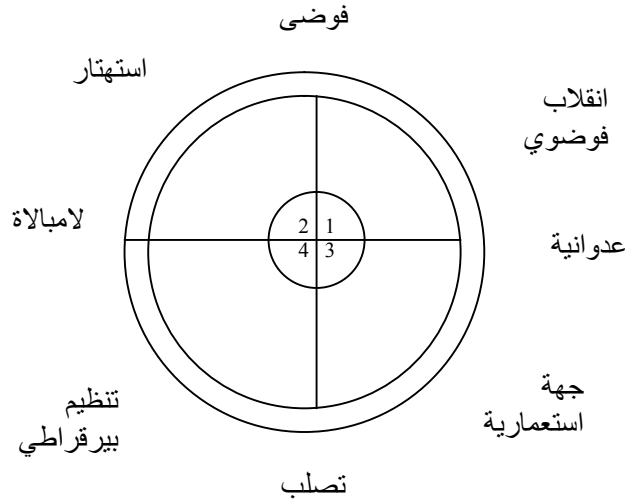 فوضى
استهتار
انقلاب
فوضوي
لامبالاة
2 1
4 3
عدوانية
جهة
استعمارية
تنظيم
بيرقراطي
تصلب